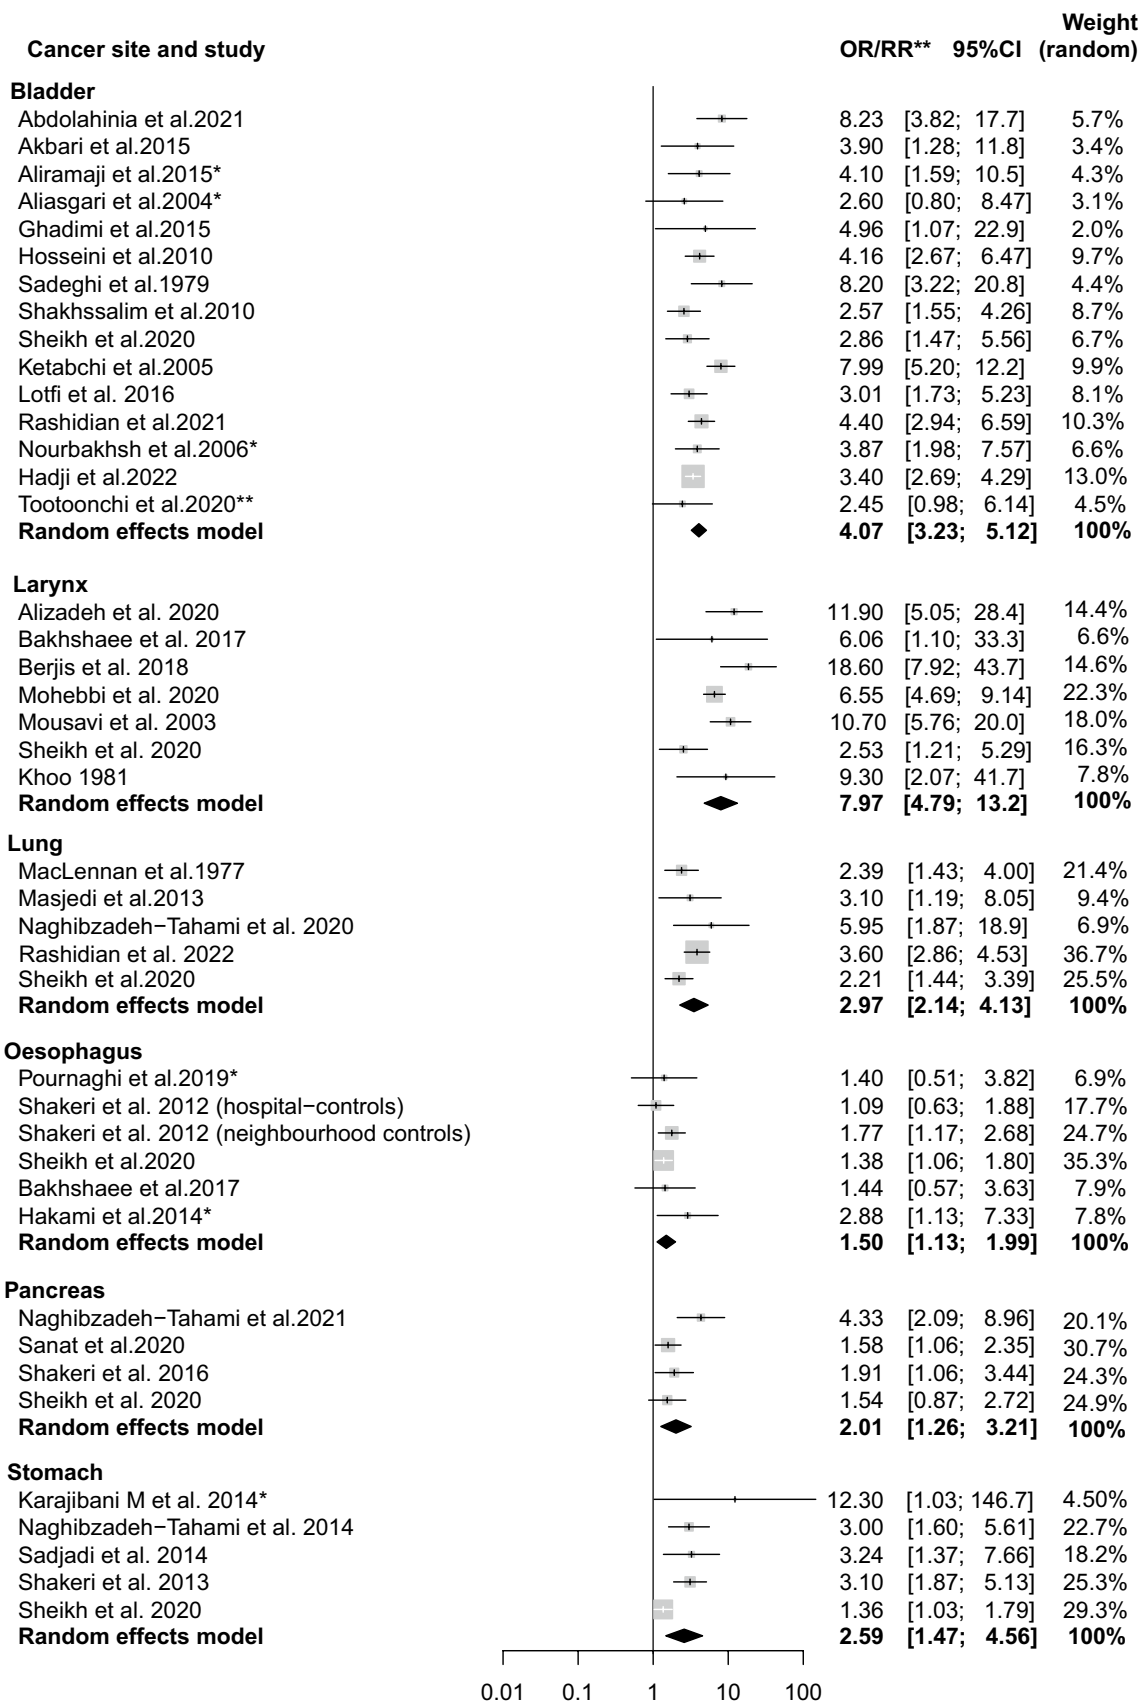 Weight
Cancer site and study OR/RR** 95%CI (random)
Bladder
Abdolahinia et al.2021 8.23 [3.82; 17.7] 5.7%
Akbari et al.2015 3.90 [1.28; 11.8] 3.4%
Aliramaji et al.2015* 4.10 [1.59; 10.5] 4.3%
Aliasgari et al.2004* 2.60 [0.80; 8.47] 3.1%
Ghadimi et al.2015 4.96 [1.07; 22.9] 2.0%
Hosseini et al.2010 4.16 [2.67; 6.47] 9.7%
Sadeghi et al.1979 8.20 [3.22; 20.8] 4.4%
Shakhssalim et al.2010 2.57 [1.55; 4.26] 8.7%
Sheikh et al.2020 2.86 [1.47; 5.56] 6.7%
Ketabchi et al.2005 7.99 [5.20; 12.2] 9.9%
Lotfi et al. 2016 3.01 [1.73; 5.23] 8.1%
Rashidian et al.2021 4.40 [2.94; 6.59] 10.3%
Nourbakhsh et al.2006* 3.87 [1.98; 7.57] 6.6%
Hadji et al.2022 3.40 [2.69; 4.29] 13.0%
Tootoonchi et al.2020** 2.45 [0.98; 6.14] 4.5%
Random effects model 4.07 [3.23; 5.12] 100%
Larynx
Alizadeh et al. 2020 11.90 [5.05; 28.4] 14.4%
Bakhshaee et al. 2017 6.06 [1.10; 33.3] 6.6%
Berjis et al. 2018 18.60 [7.92; 43.7] 14.6%
Mohebbi et al. 2020 6.55 [4.69; 9.14] 22.3%
Mousavi et al. 2003 10.70 [5.76; 20.0] 18.0%
Sheikh et al. 2020 2.53 [1.21; 5.29] 16.3%
Khoo 1981 9.30 [2.07; 41.7] 7.8%
Random effects model 7.97 [4.79; 13.2] 100%
Lung
MacLennan et al.1977 2.39 [1.43; 4.00] 21.4%
Masjedi et al.2013 3.10 [1.19; 8.05] 9.4%
Naghibzadeh−Tahami et al. 2020 5.95 [1.87; 18.9] 6.9%
Rashidian et al. 2022 3.60 [2.86; 4.53] 36.7%
Sheikh et al.2020 2.21 [1.44; 3.39] 25.5%
Random effects model 2.97 [2.14; 4.13] 100%
Oesophagus
Pournaghi et al.2019* 1.40 [0.51; 3.82] 6.9%
Shakeri et al. 2012 (hospital−controls) 1.09 [0.63; 1.88] 17.7%
Shakeri et al. 2012 (neighbourhood controls) 1.77 [1.17; 2.68] 24.7%
Sheikh et al.2020 1.38 [1.06; 1.80] 35.3%
Bakhshaee et al.2017 1.44 [0.57; 3.63] 7.9%
Hakami et al.2014* 2.88 [1.13; 7.33] 7.8%
Random effects model 1.50 [1.13; 1.99] 100%
Pancreas
Naghibzadeh−Tahami et al.2021 4.33 [2.09; 8.96] 20.1%
Sanat et al.2020 1.58 [1.06; 2.35] 30.7%
Shakeri et al. 2016 1.91 [1.06; 3.44] 24.3%
Sheikh et al. 2020 1.54 [0.87; 2.72] 24.9%
Random effects model 2.01 [1.26; 3.21] 100%
Stomach
Karajibani M et al. 2014* 12.30 [1.03; 146.7] 4.50%
Naghibzadeh−Tahami et al. 2014 3.00 [1.60; 5.61] 22.7%
Sadjadi et al. 2014 3.24 [1.37; 7.66] 18.2%
Shakeri et al. 2013 3.10 [1.87; 5.13] 25.3%
Sheikh et al. 2020 1.36 [1.03; 1.79] 29.3%
Random effects model 2.59 [1.47; 4.56] 100%
0.01 0.1 1 10 100